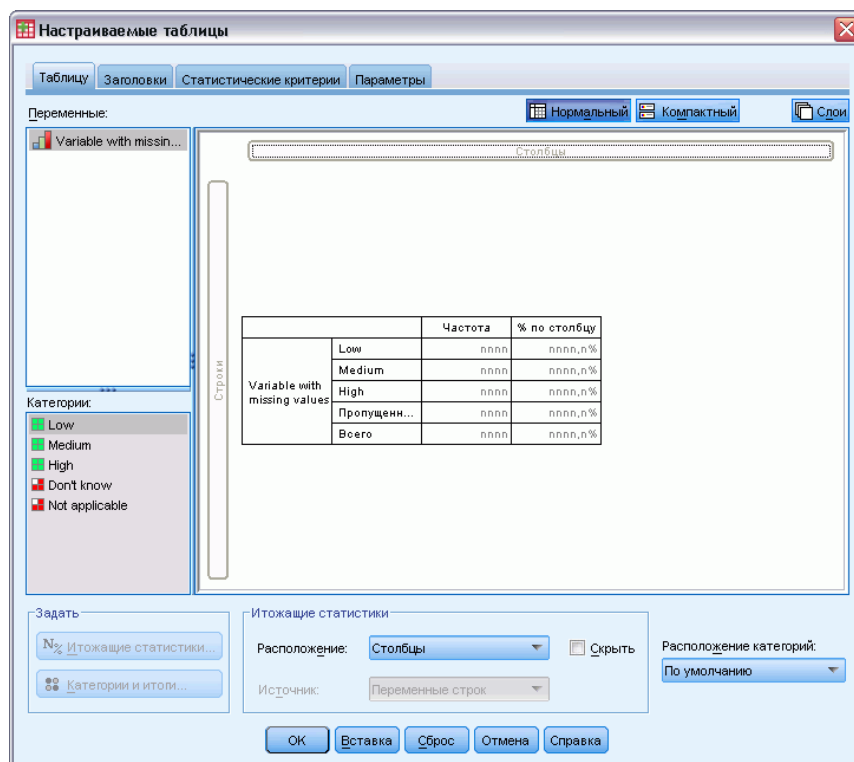 Настраиваемые таблицы
Таблицу Заголовки Статистические критерии Параметры
Переменные:
Нормальный Компактный Слои
Variable with missin...
Столбцы
Строки
Частота % по столбцу
Variable with missing values
Low nnnn nnnn,n%
Medium nnnn nnnn,n%
High nnnn nnnn,n%
Пропущенн... nnnn nnnn,n%
Всего nnnn nnnn,n%
Категории:
Low
Medium
High
Don't know
Not applicable
Задать
N% Итожащие статистики...
Категории и итоги...
Итожащие статистики
Расположение: Столбцы Скрыть
Источник: Переменные строк
Расположение категорий:
По умолчанию
OK Вставка Сброс Отмена Справка